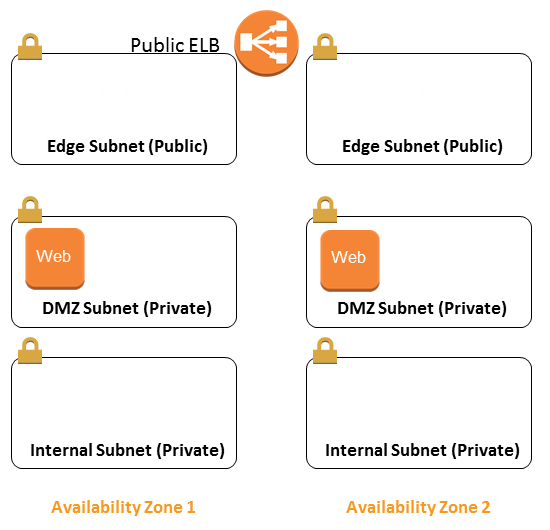 Public ELB
Edge Subnet (Public)
Edge Subnet (Public)
Web
Web
DMZ Subnet (Private)
DMZ Subnet (Private)
Internal Subnet (Private)
Internal Subnet (Private)
Availability Zone 1
Availability Zone 2